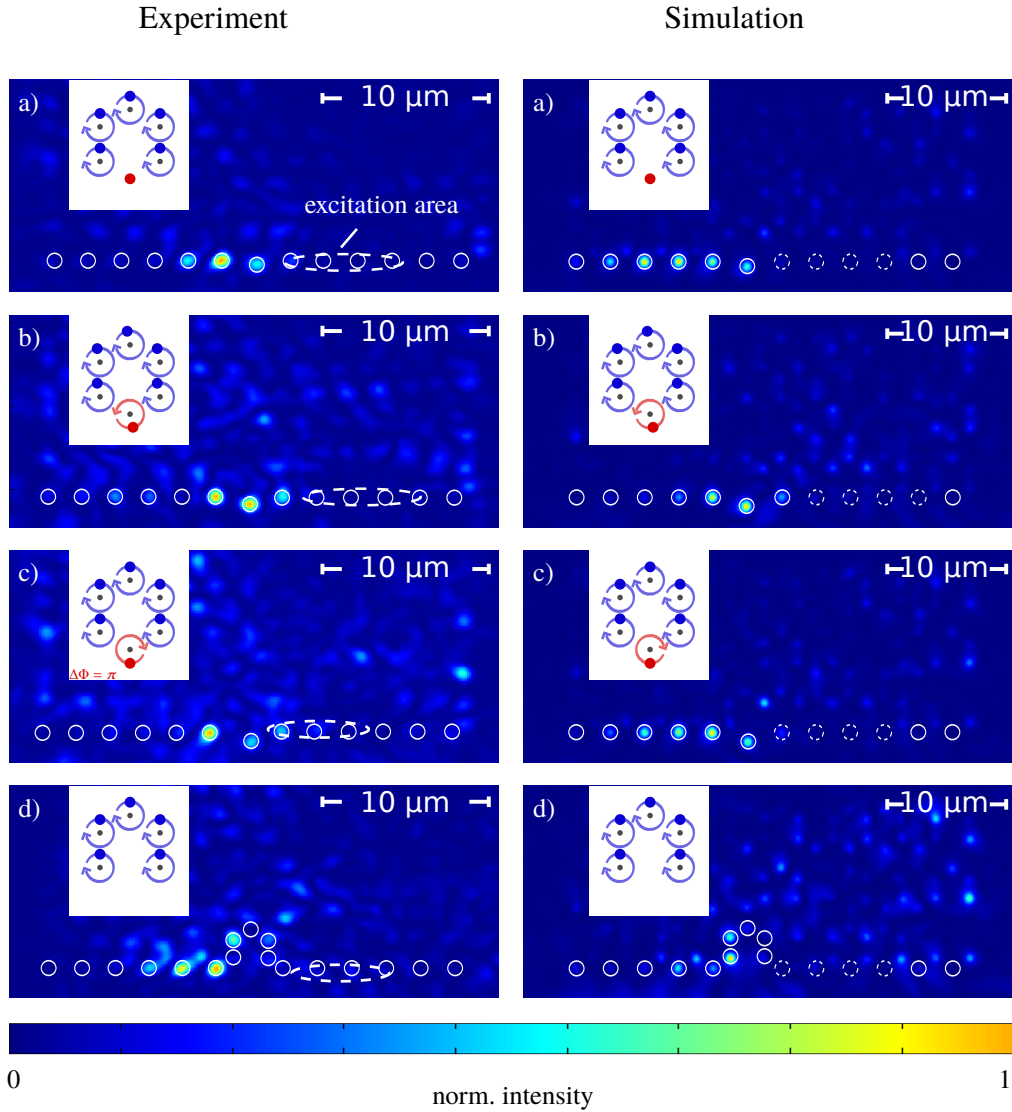 Experiment
Simulation
a)
10 µm
excitation area
a)
10 µm
b)
10 µm
b)
10 µm
c)
10 µm
ΔΦ = π
c)
10 µm
d)
10 µm
d)
10 µm
0
1
norm. intensity